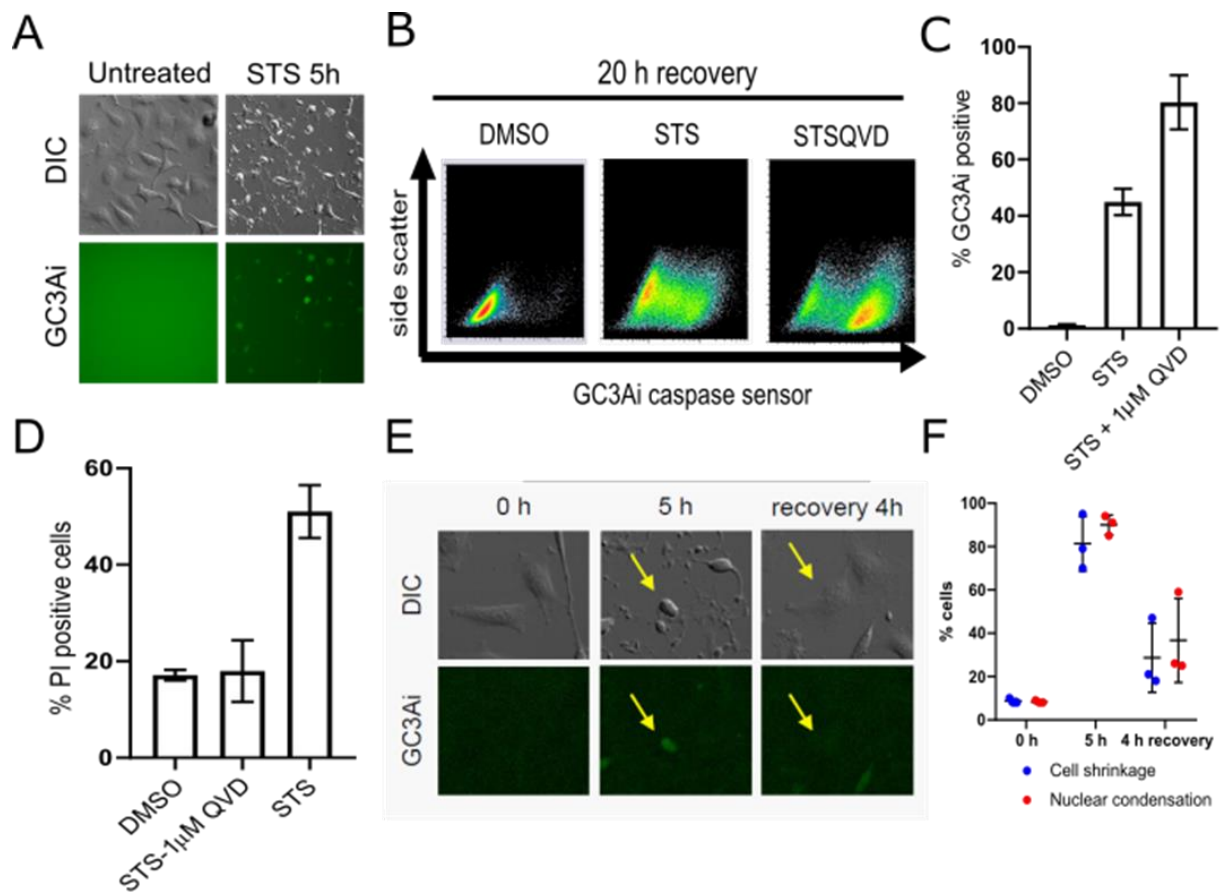 A
Untreated
STS 5h
DIC
GC3Ai
B
20 h recovery
DMSO
STS
STSQVD
side scatter
GC3Ai caspase sensor
C
% GC3Ai positive
100
80
60
40
20
0
DMSO
STS
STS + 1µM QVD
D
% PI positive cells
60
40
20
0
DMSO
STS-1µM QVD
STS
E
0 h
5 h
recovery 4h
DIC
GC3Ai
F
% cells
100
80
60
40
20
0
0 h
5 h
4 h recovery
Cell shrinkage
Nuclear condensation